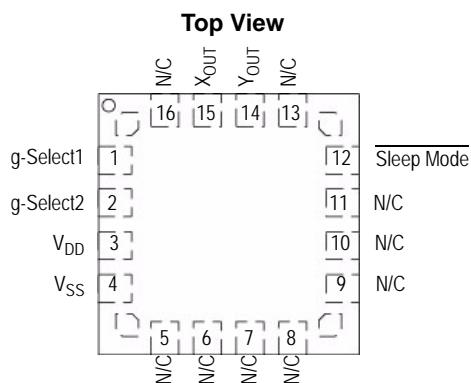 Top View
N/C XOUT YOUT N/C
16 15 14 13
g-Select1 1 12 Sleep Mode
g-Select2 2 11 N/C
VDD 3 10 N/C
VSS 4 9 N/C
5 6 7 8
N/C N/C N/C N/C